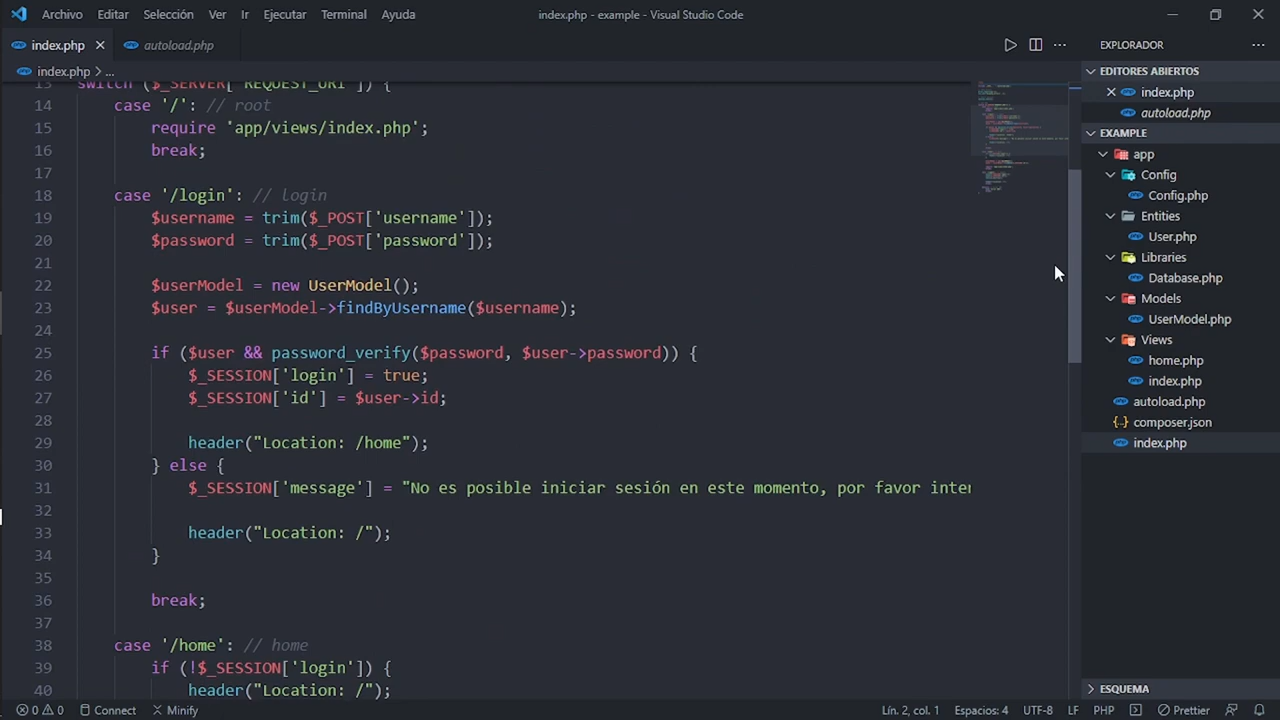 Archivo Editar Selección Ver Ir Ejecutar Terminal Ayuda
index.php - example - Visual Studio Code
index.php autoload.php
index.php > ...
13 switch ($_SERVER['REQUEST_URI']) {
14 case '/': // root
15 require 'app/views/index.php';
16 break;
17
18 case '/login': // login
19 $username = trim($_POST['username']);
20 $password = trim($_POST['password']);
21
22 $userModel = new UserModel();
23 $user = $userModel->findByUsername($username);
24
25 if ($user && password_verify($password, $user->password)) {
26 $_SESSION['login'] = true;
27 $_SESSION['id'] = $user->id;
28
29 header("Location: /home");
30 } else {
31 $_SESSION['message'] = "No es posible iniciar sesión en este momento, por favor inter
32
33 header("Location: /");
34 }
35
36 break;
37
38 case '/home': // home
39 if (!$_SESSION['login']) {
40 header("Location: /");
EXPLORADOR
EDITORES ABIERTOS
index.php
autoload.php
EXAMPLE
app
Config
Config.php
Entities
User.php
Libraries
Database.php
Models
UserModel.php
Views
home.php
index.php
autoload.php
composer.json
index.php
ESQUEMA
0 0 Connect Minify
Lín. 2, col. 1 Espacios: 4 UTF-8 LF PHP Prettier